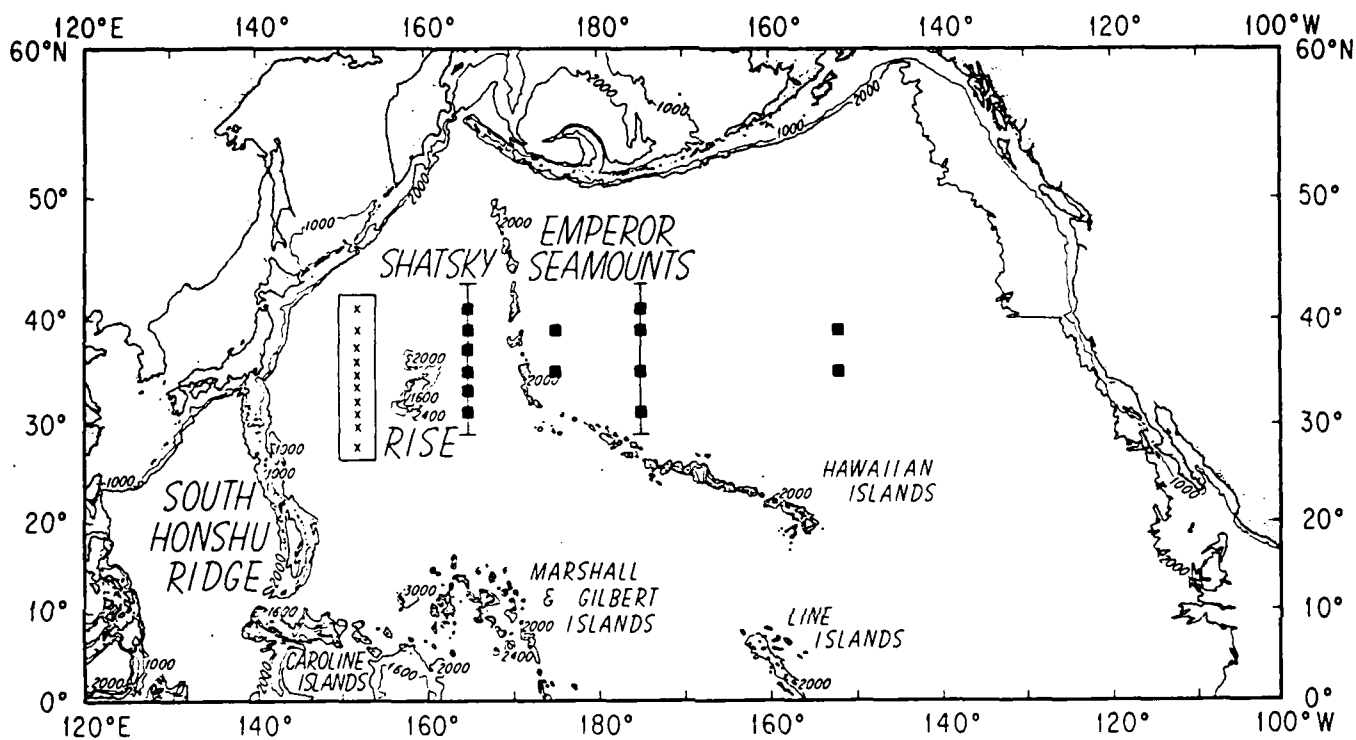 120°E 140° 160° 180° 160° 140° 120° 100°W
60°N 60°N
2000
1000
2000
1000
2000
50° 50°
1000
2000
2000
EMPEROR
SEAMOUNTS
SHATSKY
40° 40°
x
x
x
x
x
x
x
x
x
x
2000
1600
2400
2000
30° 30°
RISE
1000
1000
1000
HAWAIIAN
ISLANDS
2000
1000
SOUTH
HONSHU
RIDGE
20° 20°
2000
3000
MARSHALL
& GILBERT
ISLANDS
10° 10°
1600
2000
2400
LINE
ISLANDS
CAROLINE
ISLANDS
1000
2000
1600
2000
2000
0° 0°
120°E 140° 160° 180° 160° 140° 120° 100°W